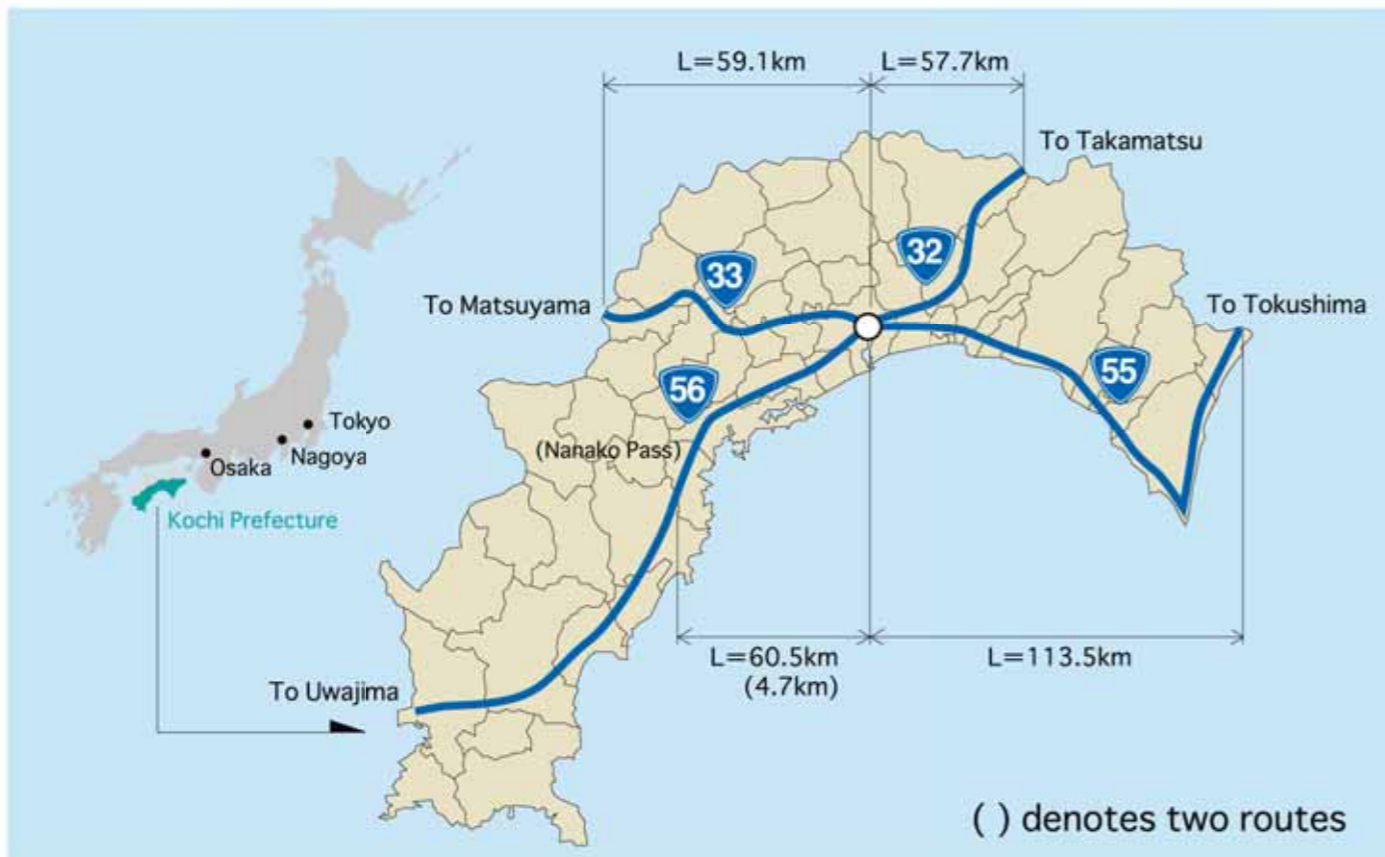 L=59.1km
L=57.7km
To Takamatsu
32
33
To Matsuyama
To Tokushima
55
56
Tokyo
Nagoya
Osaka
(Nanako Pass)
Kochi Prefecture
L=60.5km
(4.7km)
L=113.5km
To Uwajima
( ) denotes two routes